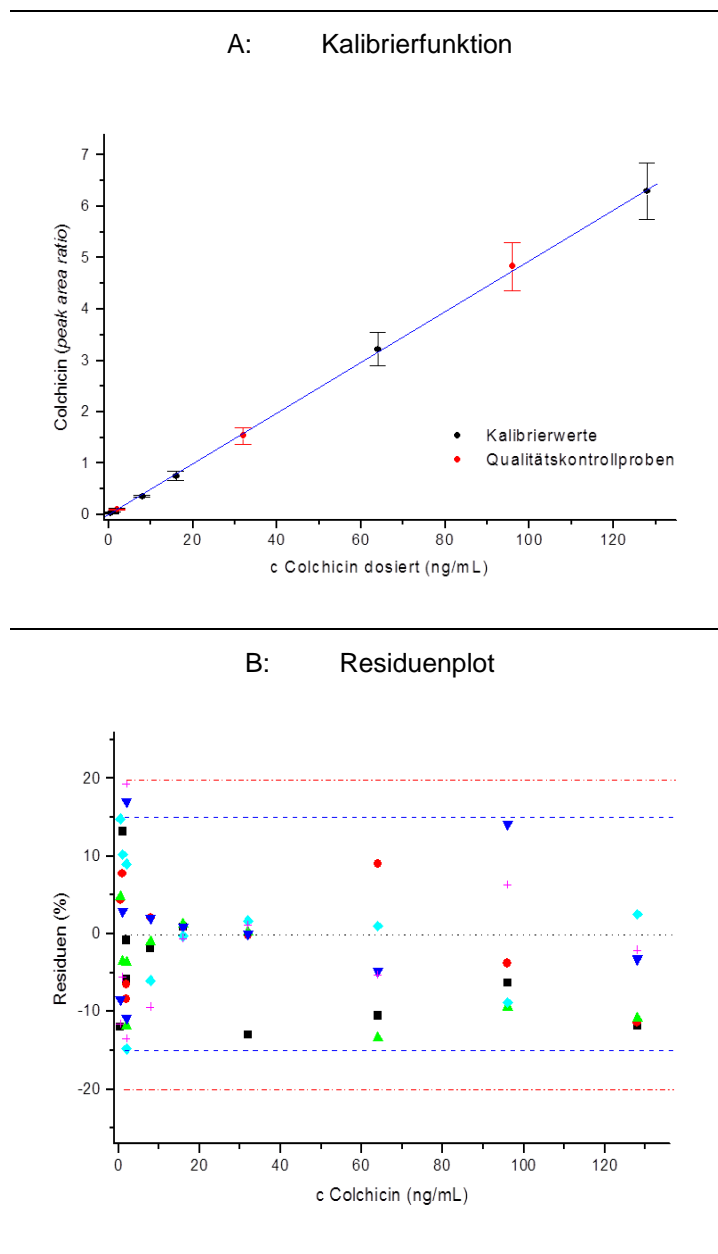 A: Kalibrierfunktion
7
6
5
4
3
2
1
0
Colchicin (peak area ratio)
Kalibrierwerte
Qualitätskontrollproben
0 20 40 60 80 100 120
c Colchicin dosiert (ng/mL)
B: Residuenplot
20
10
0
-10
-20
Residuen (%)
0 20 40 60 80 100 120
c Colchicin (ng/mL)